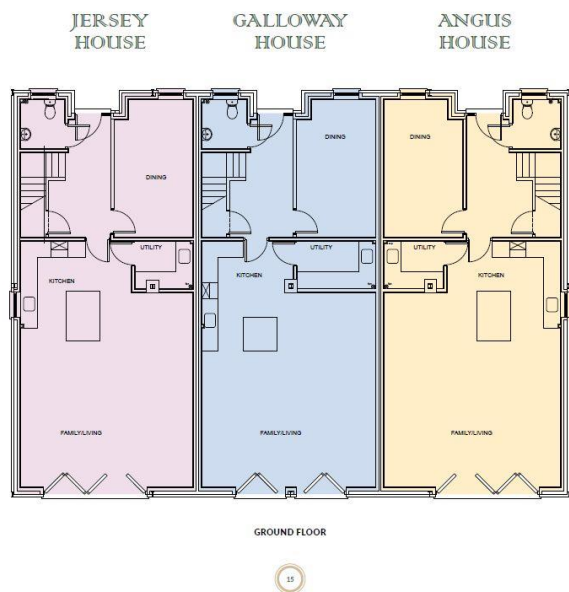 JERSEY
HOUSE
GALLOWAY
HOUSE
ANGUS
HOUSE
DINING
DINING
DINING
UTILITY
UTILITY
UTILITY
KITCHEN
KITCHEN
KITCHEN
FAMILY/LIVING
FAMILY/LIVING
FAMILY/LIVING
GROUND FLOOR
15